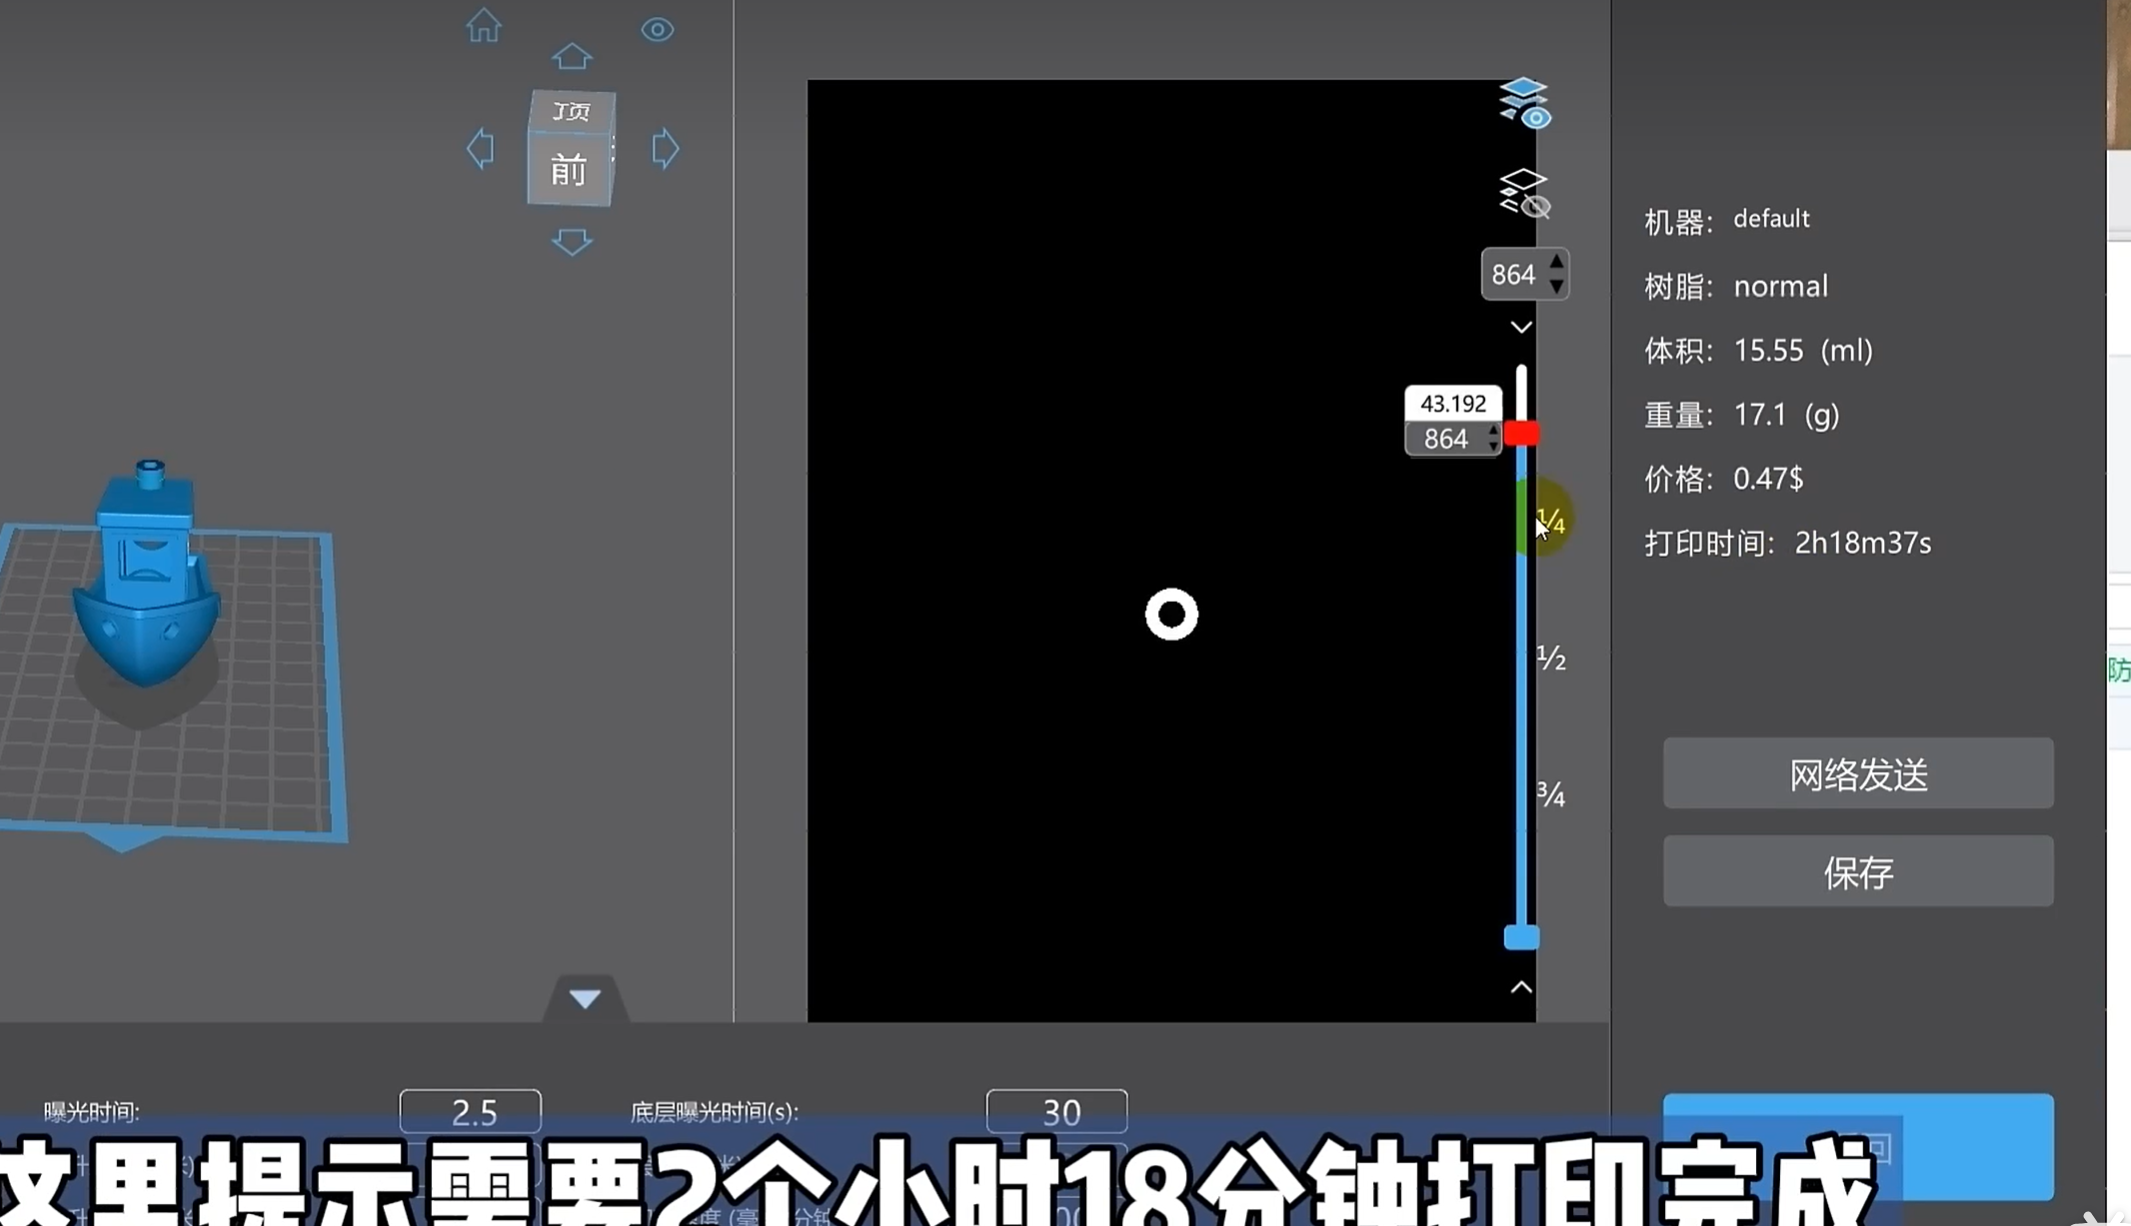 顶
前
864
43.192
864
¼
½
¾
机器: default
树脂: normal
体积: 15.55 (ml)
重量: 17.1 (g)
价格: 0.47$
打印时间: 2h18m37s
网络发送
保存
防
曝光时间: 2.5 底层曝光时间(s): 30
这里提示需要2个小时18分钟打印完成